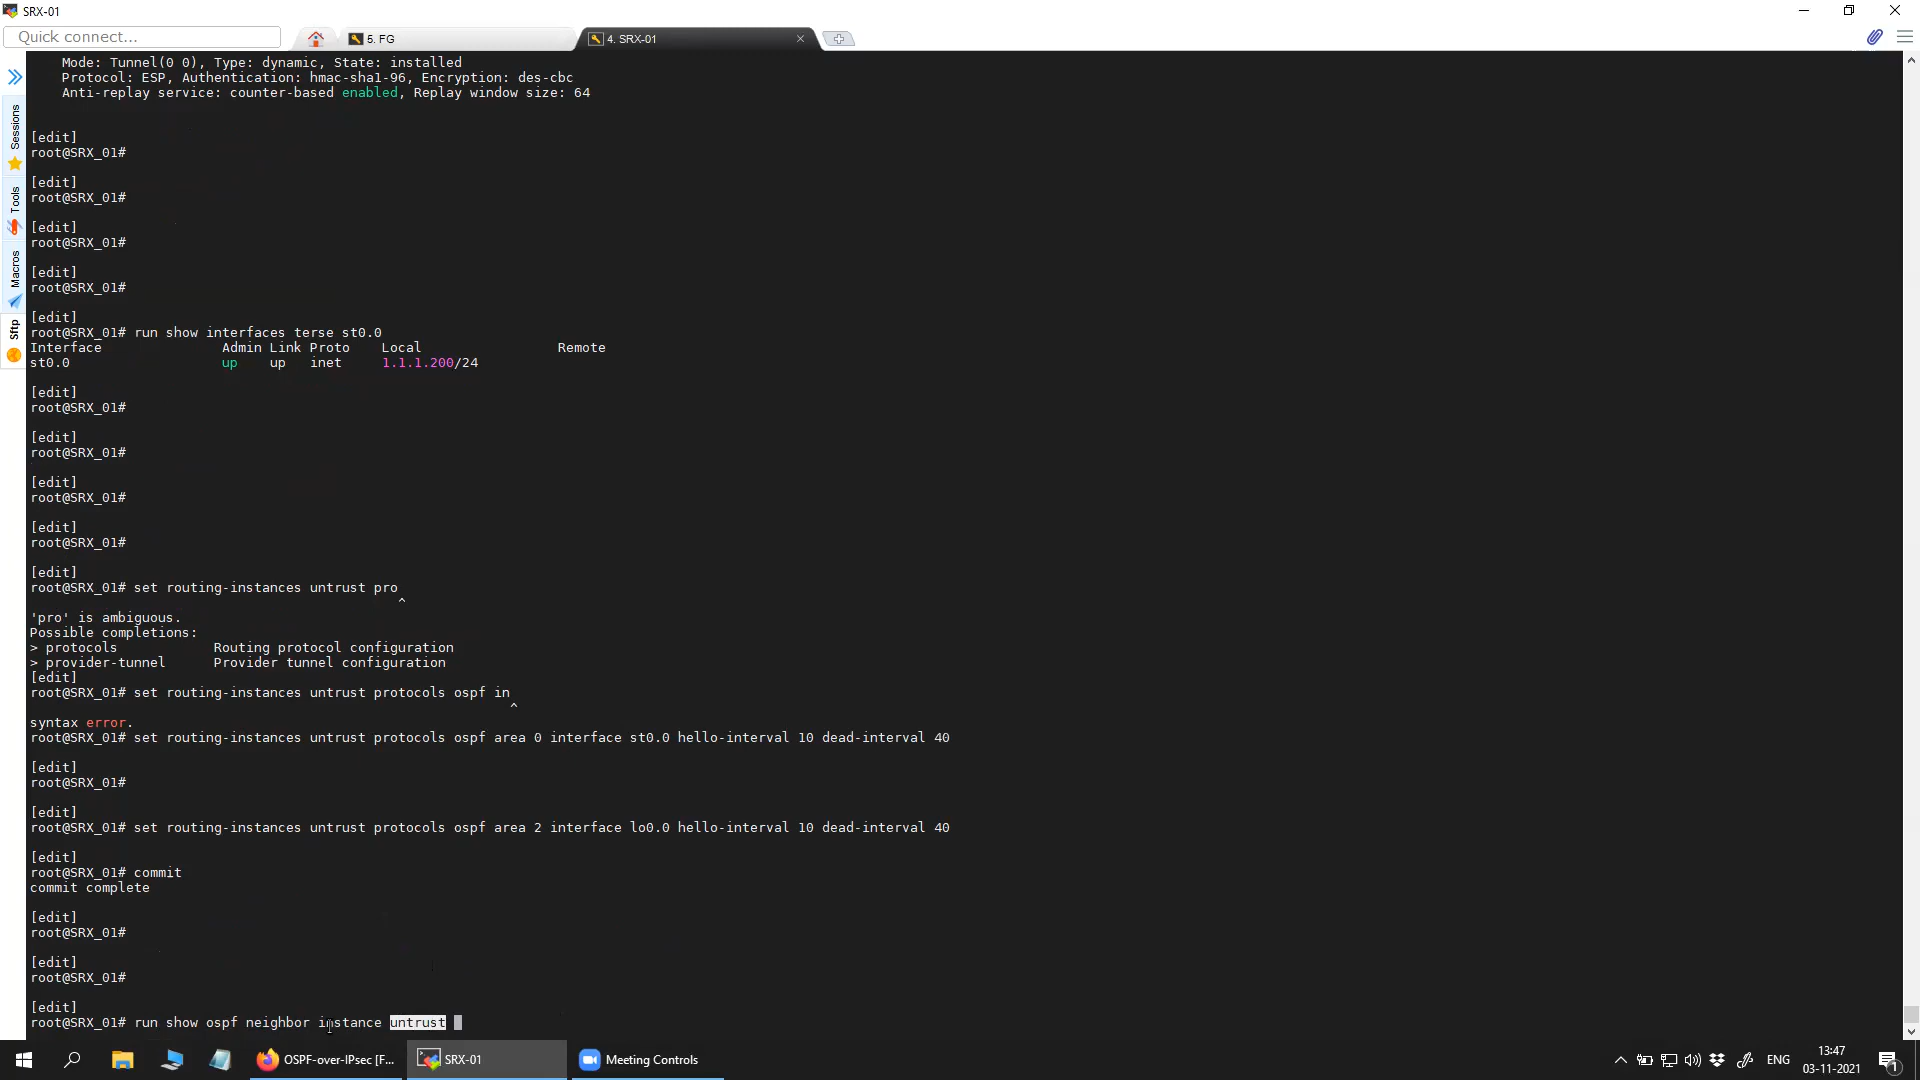 SRX-01
Quick connect...
5. FG
4. SRX-01
Sessions
Tools
Macros
Sftp
Mode: Tunnel(0 0), Type: dynamic, State: installed
Protocol: ESP, Authentication: hmac-sha1-96, Encryption: des-cbc
Anti-replay service: counter-based enabled, Replay window size: 64
[edit]
root@SRX_01#
[edit]
root@SRX_01#
[edit]
root@SRX_01#
[edit]
root@SRX_01#
[edit]
root@SRX_01# run show interfaces terse st0.0
Interface Admin Link Proto Local Remote
st0.0 up up inet 1.1.1.200/24
[edit]
root@SRX_01#
[edit]
root@SRX_01#
[edit]
root@SRX_01#
[edit]
root@SRX_01#
[edit]
root@SRX_01# set routing-instances untrust pro
^
'pro' is ambiguous.
Possible completions:
> protocols Routing protocol configuration
> provider-tunnel Provider tunnel configuration
[edit]
root@SRX_01# set routing-instances untrust protocols ospf in
^
syntax error.
root@SRX_01# set routing-instances untrust protocols ospf area 0 interface st0.0 hello-interval 10 dead-interval 40
[edit]
root@SRX_01#
[edit]
root@SRX_01# set routing-instances untrust protocols ospf area 2 interface lo0.0 hello-interval 10 dead-interval 40
[edit]
root@SRX_01# commit
commit complete
[edit]
root@SRX_01#
[edit]
root@SRX_01#
[edit]
root@SRX_01# run show ospf neighbor instance untrust
OSPF-over-IPsec [F...
SRX-01
Meeting Controls
ENG
13:47
03-11-2021
1